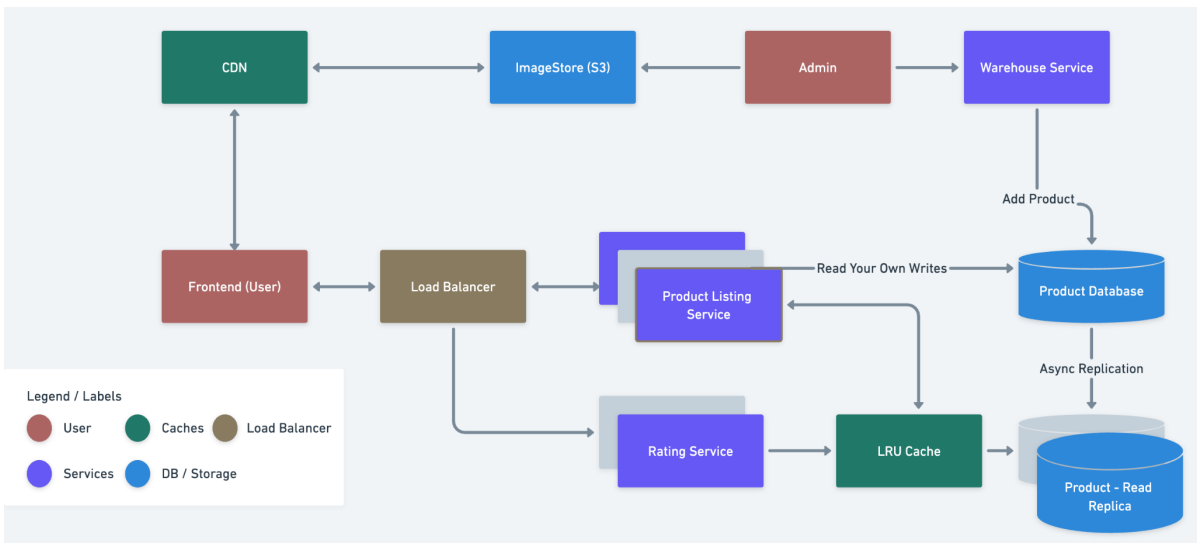 CDN
ImageStore (S3)
Admin
Warehouse Service
Add Product
Frontend (User)
Load Balancer
Product Listing
Service
Read Your Own Writes
Product Database
Async Replication
Legend / Labels
User
Caches
Load Balancer
Services
DB / Storage
Rating Service
LRU Cache
Product - Read
Replica